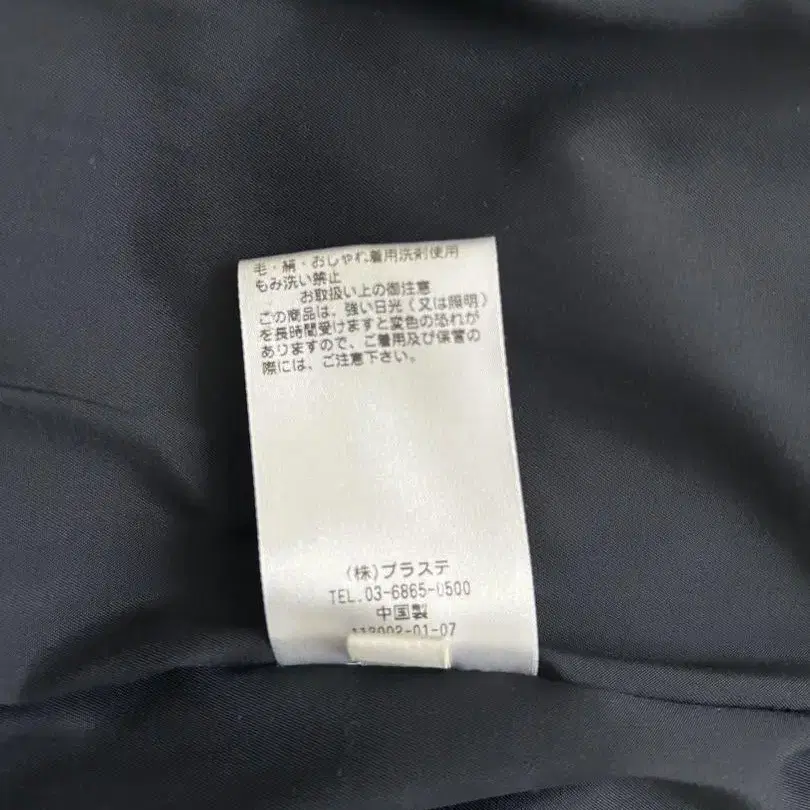 毛・絹・おしゃれ着用洗剤使用
もみ洗い禁止
お取扱い上の御注意
この商品は、強い日光(又は照明)
を長時間受けますと変色の恐れが
ありますので、ご着用及び保管の
際には、ご注意下さい。
(株)プラステ
TEL.03-6865-0500
中国製
113002-01-07